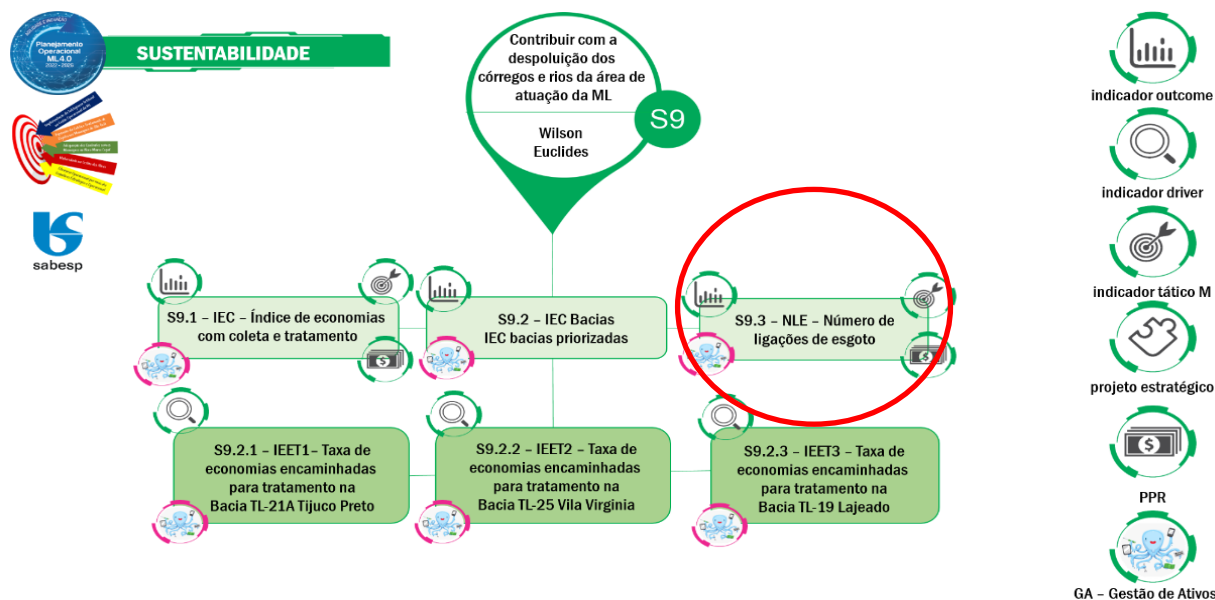 Planejamento
Operacional
ML4.0
2022 - 2025
SUSTENTABILIDADE
Contribuir com a
despoluição dos
córregos e rios da área de
atuação da ML
S9
Wilson
Euclides
sabesp
S9.1 – IEC – Índice de economias
com coleta e tratamento
S9.2 – IEC Bacias
IEC bacias priorizadas
S9.3 – NLE – Número de
ligações de esgoto
S9.2.1 – IEET1– Taxa de
economias encaminhadas
para tratamento na
Bacia TL-21A Tijuco Preto
S9.2.2 – IEET2 – Taxa de
economias encaminhadas
para tratamento na
Bacia TL-25 Vila Virginia
S9.2.3 – IEET3 – Taxa de
economias encaminhadas
para tratamento na
Bacia TL-19 Lajeado
indicador outcome
indicador driver
indicador tático M
projeto estratégico
PPR
GA – Gestão de Ativos